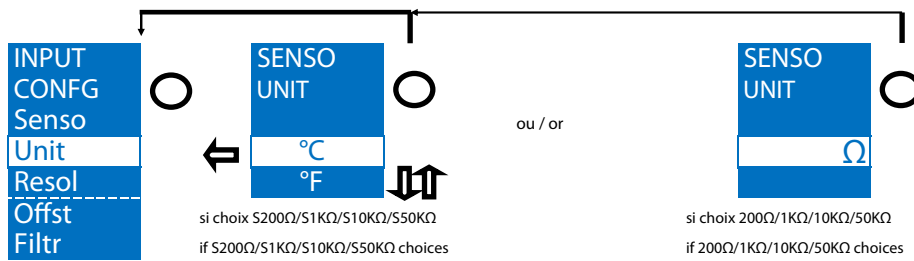 INPUT
CONFG
Senso
Unit
Resol
Offst
Filtr
SENSO
UNIT
°C
°F
si choix S200Ω/S1KΩ/S10KΩ/S50KΩ
if S200Ω/S1KΩ/S10KΩ/S50KΩ choices
ou / or
SENSO
UNIT
Ω
si choix 200Ω/1KΩ/10KΩ/50KΩ
if 200Ω/1KΩ/10KΩ/50KΩ choices